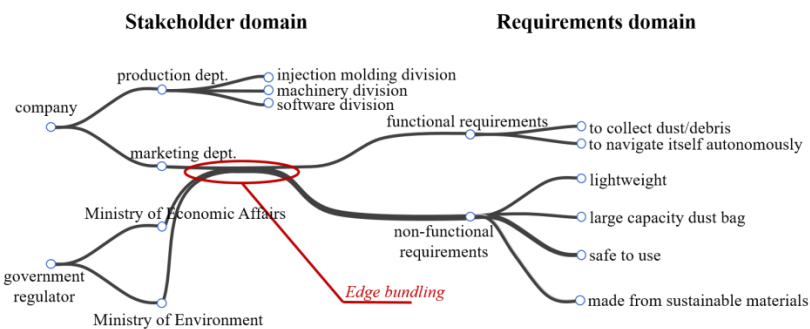 Stakeholder domain
Requirements domain
production dept.
injection molding division
machinery division
software division
company
marketing dept.
functional requirements
to collect dust/debris
to navigate itself autonomously
lightweight
Ministry of Economic Affairs
large capacity dust bag
non-functional
requirements
safe to use
government
regulator
Edge bundling
made from sustainable materials
Ministry of Environment